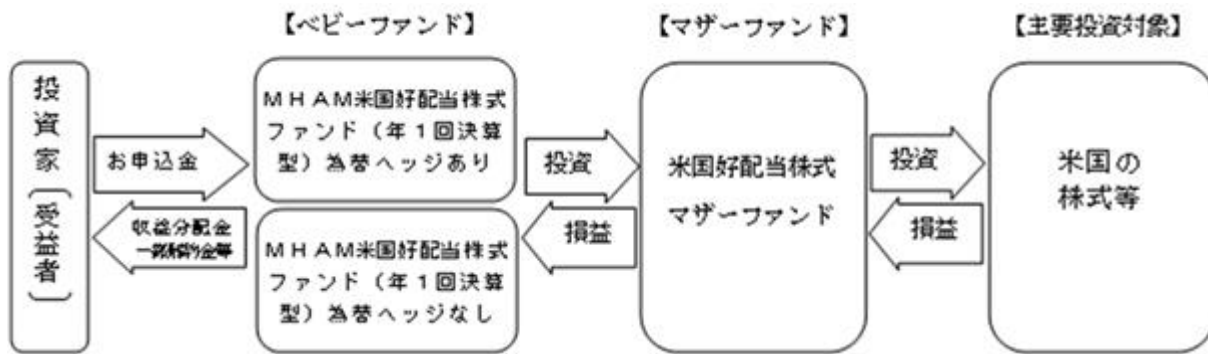 【ベビーファンド】
【マザーファンド】
【主要投資対象】
投資家(受益者)
お申込金
収益分配金
MHAM米国好配当株式
ファンド(年1回決算
型)為替ヘッジあり
MHAM米国好配当株式
ファンド(年1回決算
型)為替ヘッジなし
投資
損益
米国好配当株式
マザーファンド
投資
損益
米国の
株式等